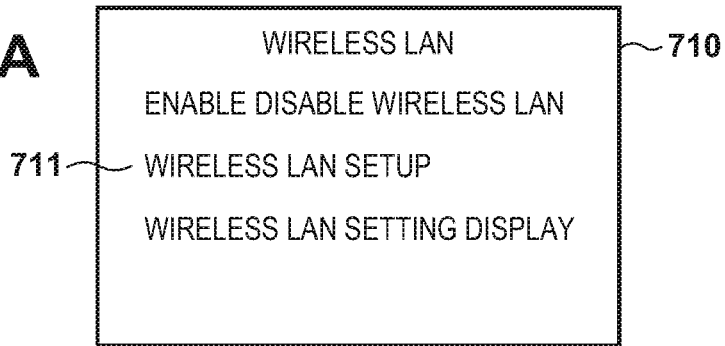 A
WIRELESS LAN
710
ENABLE DISABLE WIRELESS LAN
711
WIRELESS LAN SETUP
WIRELESS LAN SETTING DISPLAY